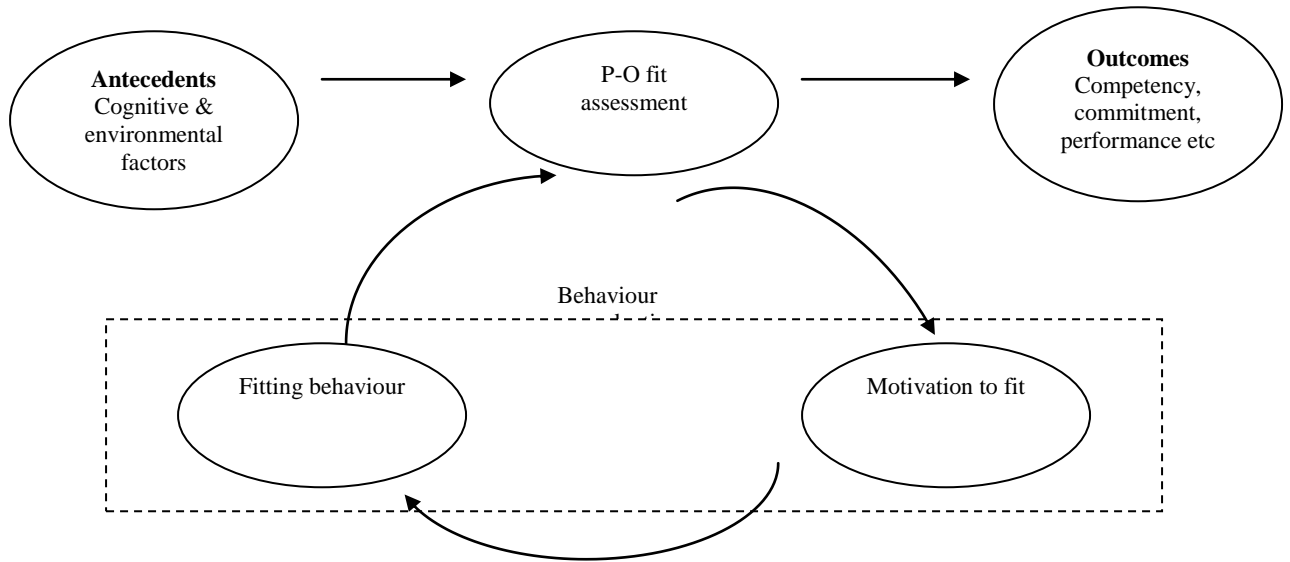 Antecedents
Cognitive &
environmental
factors
P-O fit
assessment
Outcomes
Competency,
commitment,
performance etc
Behaviour
Fitting behaviour
Motivation to fit